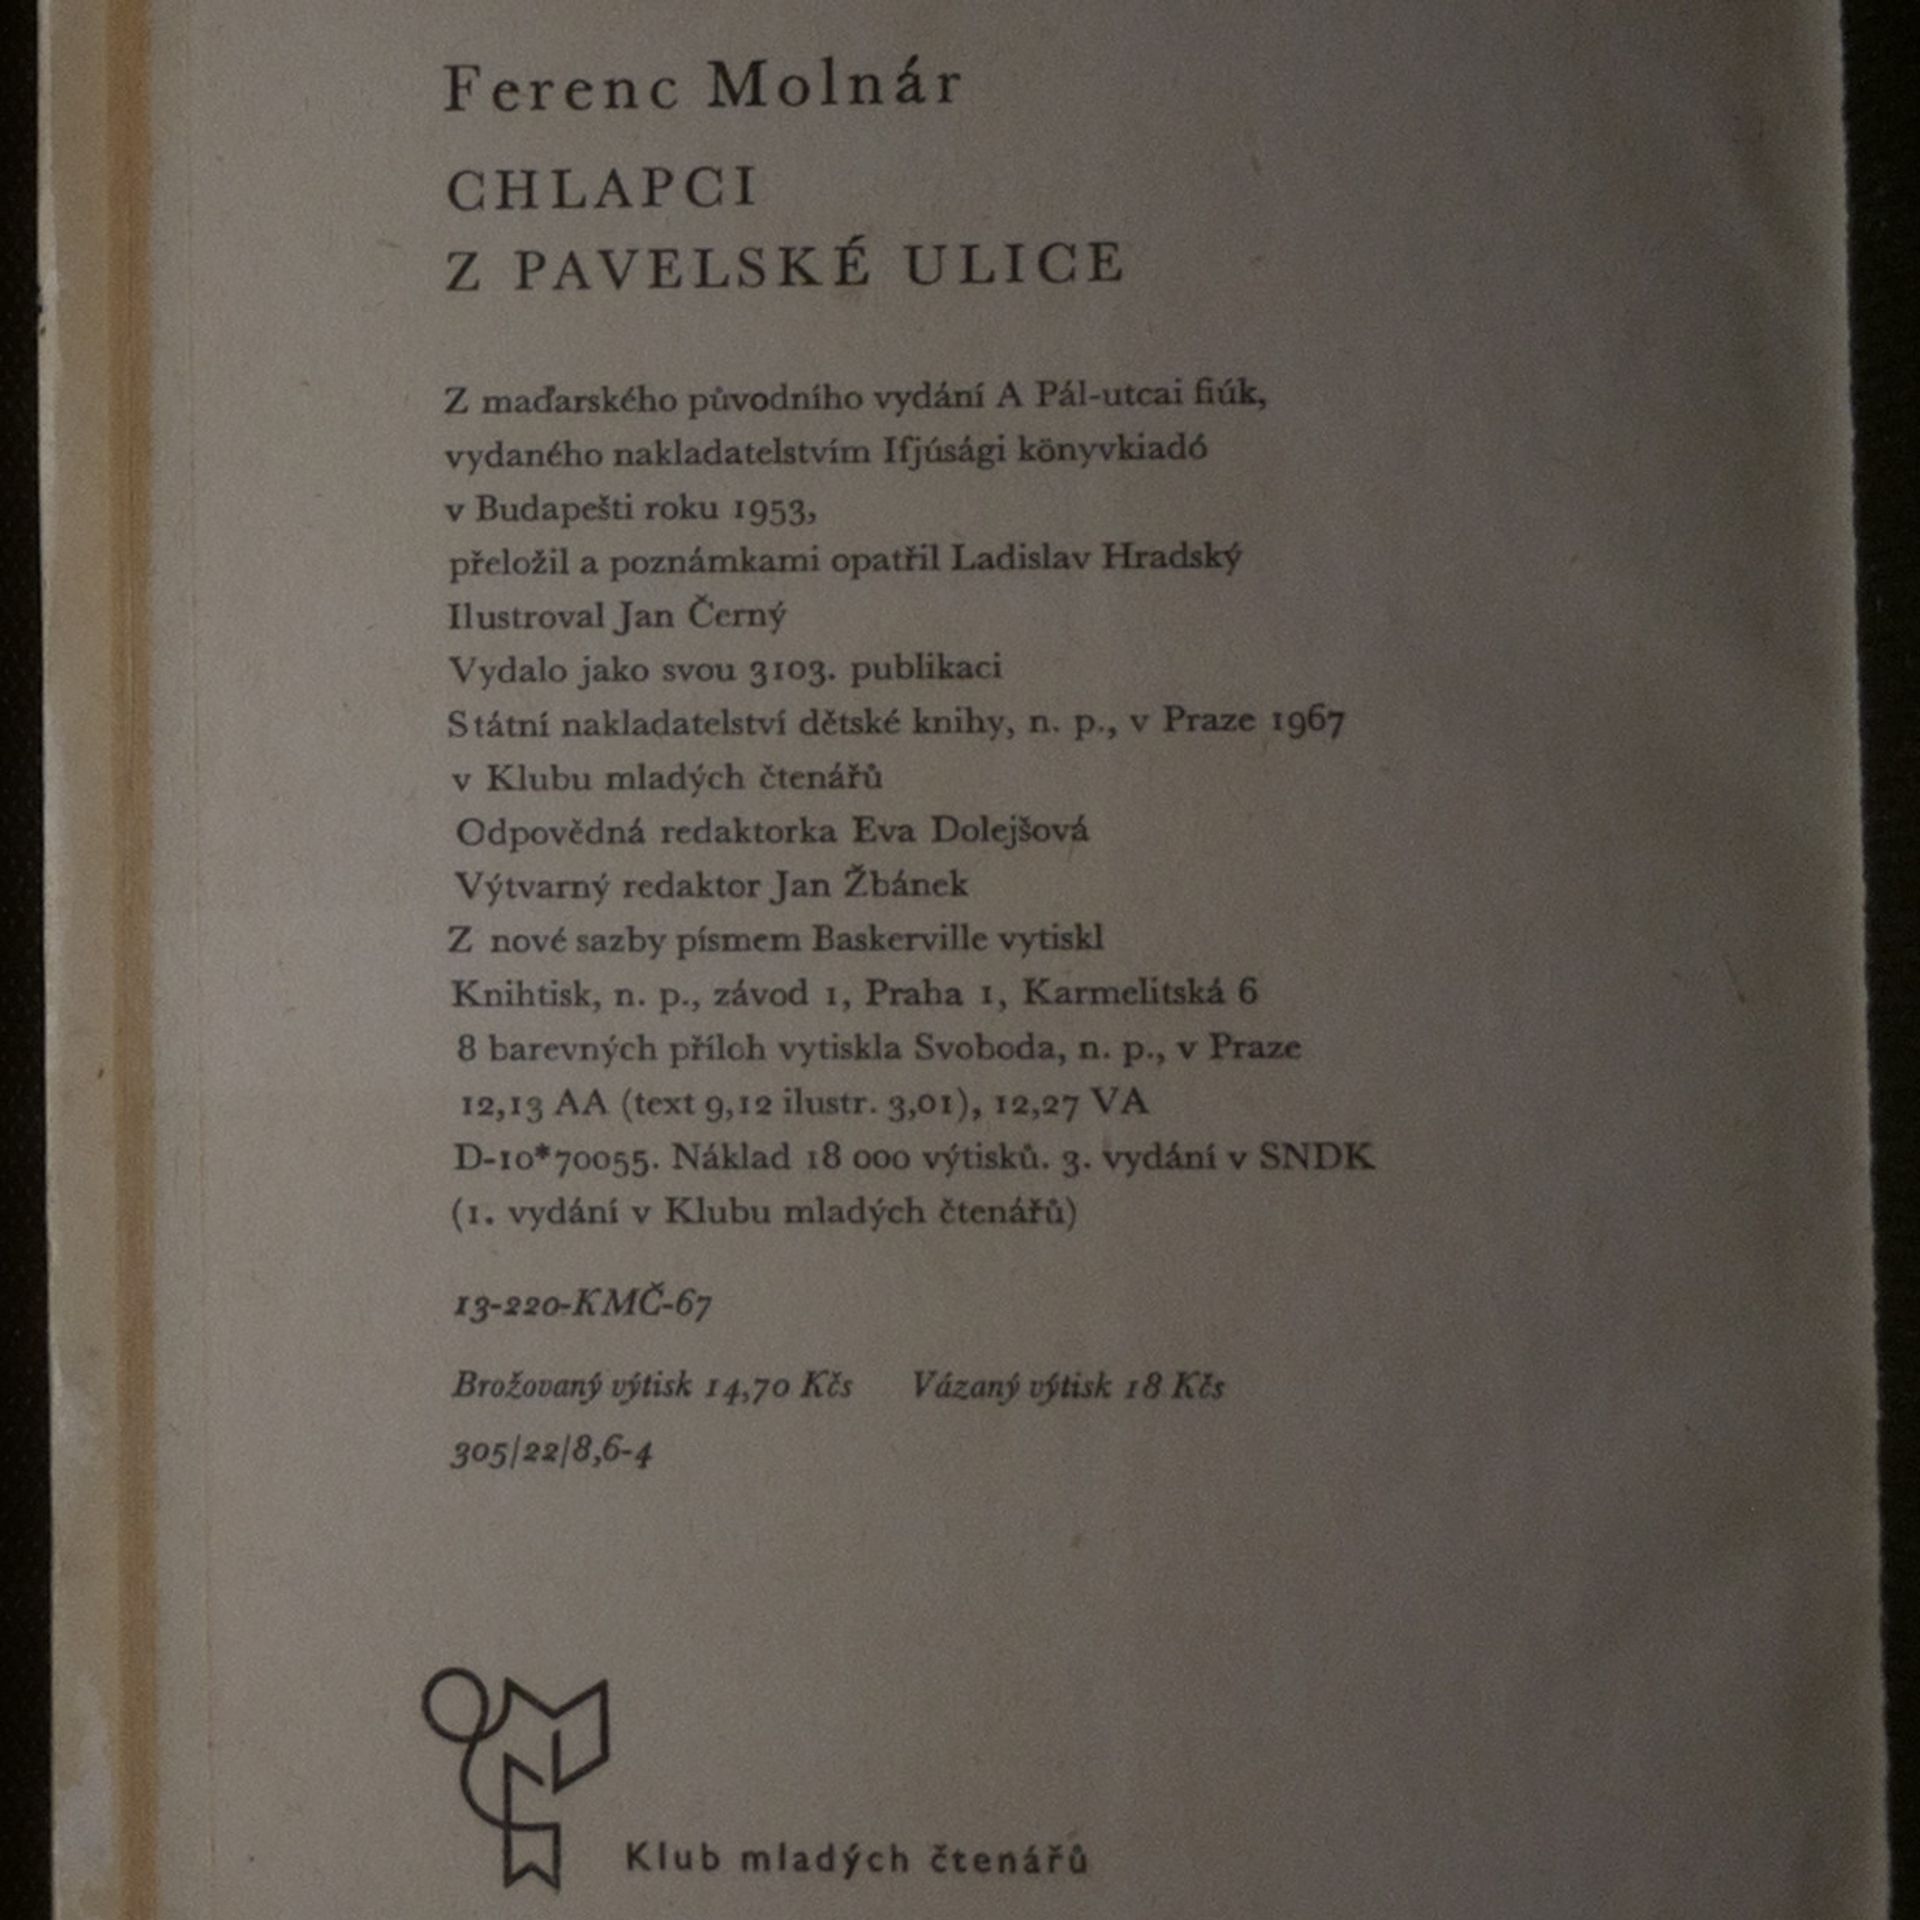 Ferenc Molnár
CHLAPCI
Z PAVELSKÉ ULICE
Z maďarského původního vydání A Pál-utcai fiúk,
vydaného nakladatelstvím Ifjúsági könyvkiadó
v Budapešti roku 1953,
přeložil a poznámkami opatřil Ladislav Hradský
Ilustroval Jan Černý
Vydalo jako svou 3103. publikaci
Státní nakladatelství dětské knihy, n. p., v Praze 1967
v Klubu mladých čtenářů
Odpovědná redaktorka Eva Dolejšová
Výtvarný redaktor Jan Žbánek
Z nové sazby písmem Baskerville vytiskl
Knihtisk, n. p., závod 1, Praha 1, Karmelitská 6
8 barevných příloh vytiskla Svoboda, n. p., v Praze
12,13 AA (text 9,12 ilustr. 3,01), 12,27 VA
D-10*70055. Náklad 18 000 výtisků. 3. vydání v SNDK
(1. vydání v Klubu mladých čtenářů)
13-220-KMČ-67
Brožovaný výtisk 14,70 Kčs Vázaný výtisk 18 Kčs
305/22/8,6-4
Klub mladých čtenářů